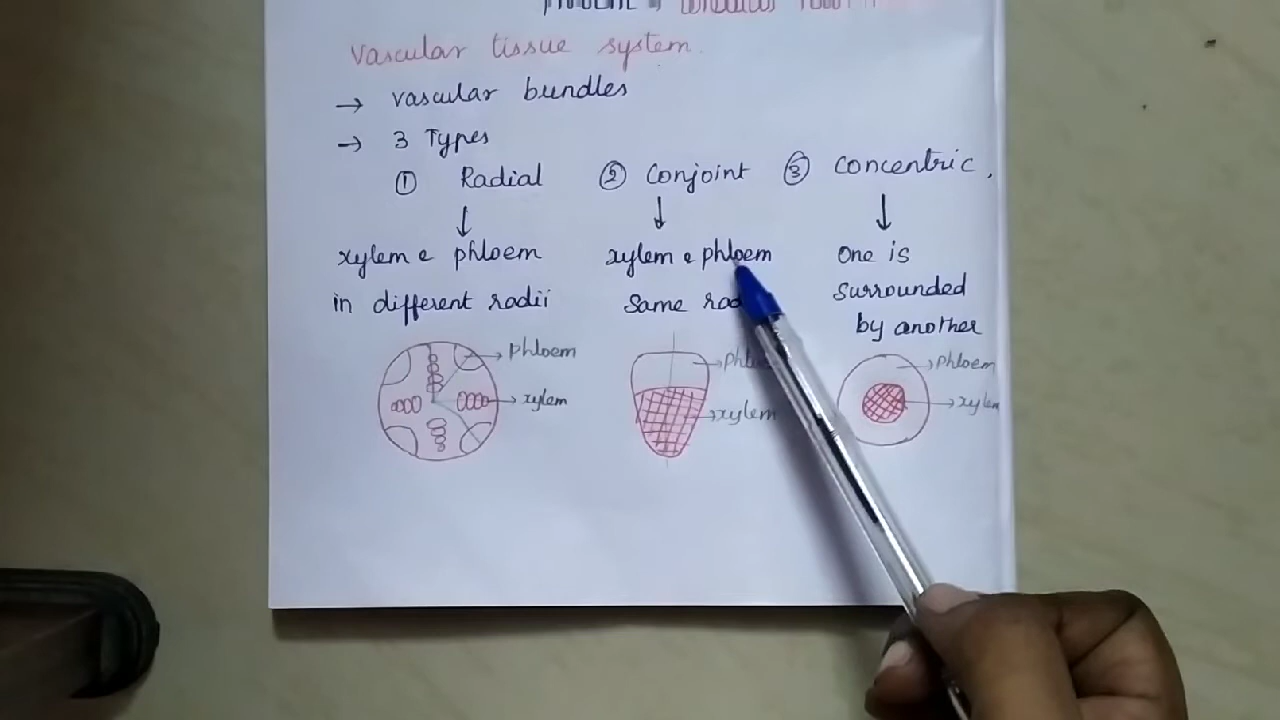 vascular tissue system.
→ vascular bundles
→ 3 Types
① Radial ② Conjoint ③ Concentric.
xylem & phloem xylem & phloem One is
in different radii same surrounded
by another
phloem phloem
xylem xylem xylem